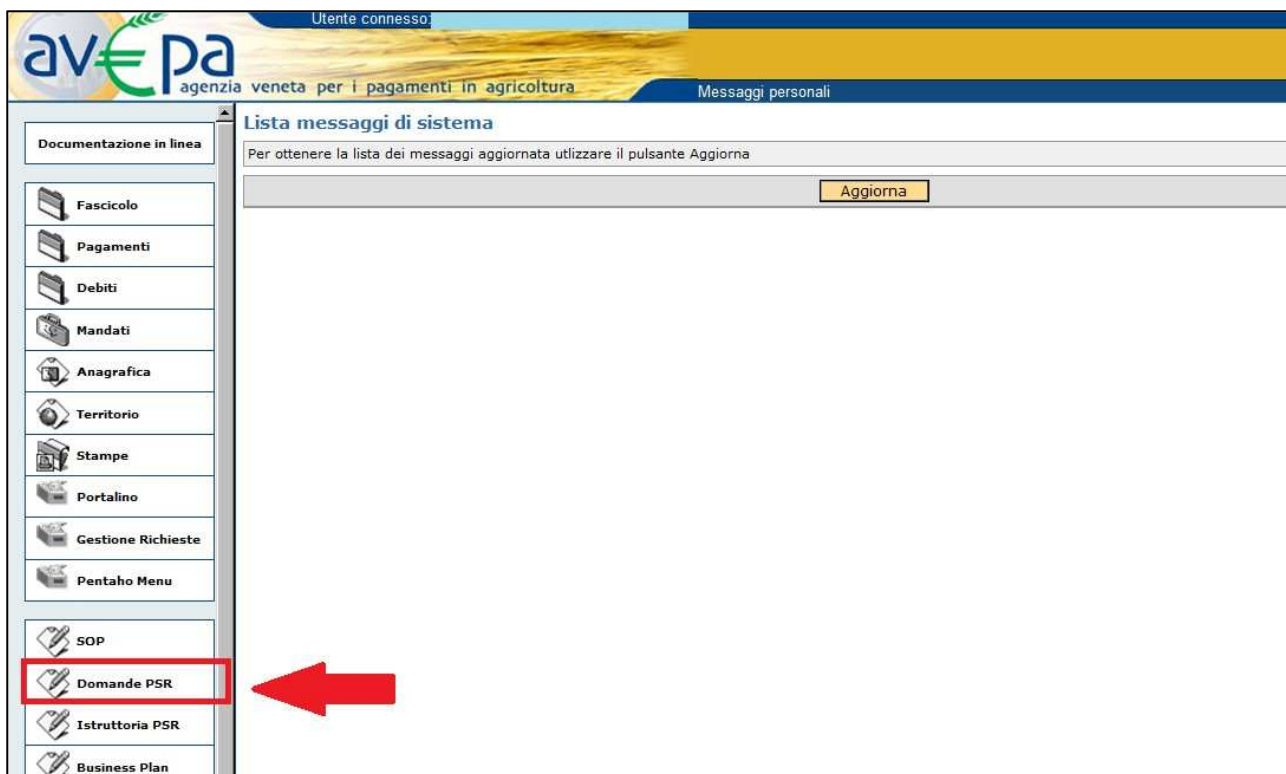 Utente connesso:
avepa
agenzia veneta per i pagamenti in agricoltura
Messaggi personali
Documentazione in linea
Fascicolo
Pagamenti
Debiti
Mandati
Anagrafica
Territorio
Stampe
Portalino
Gestione Richieste
Pentaho Menu
SOP
Domande PSR
Istruttoria PSR
Business Plan
Lista messaggi di sistema
Per ottenere la lista dei messaggi aggiornata utlizzare il pulsante Aggiorna
Aggiorna